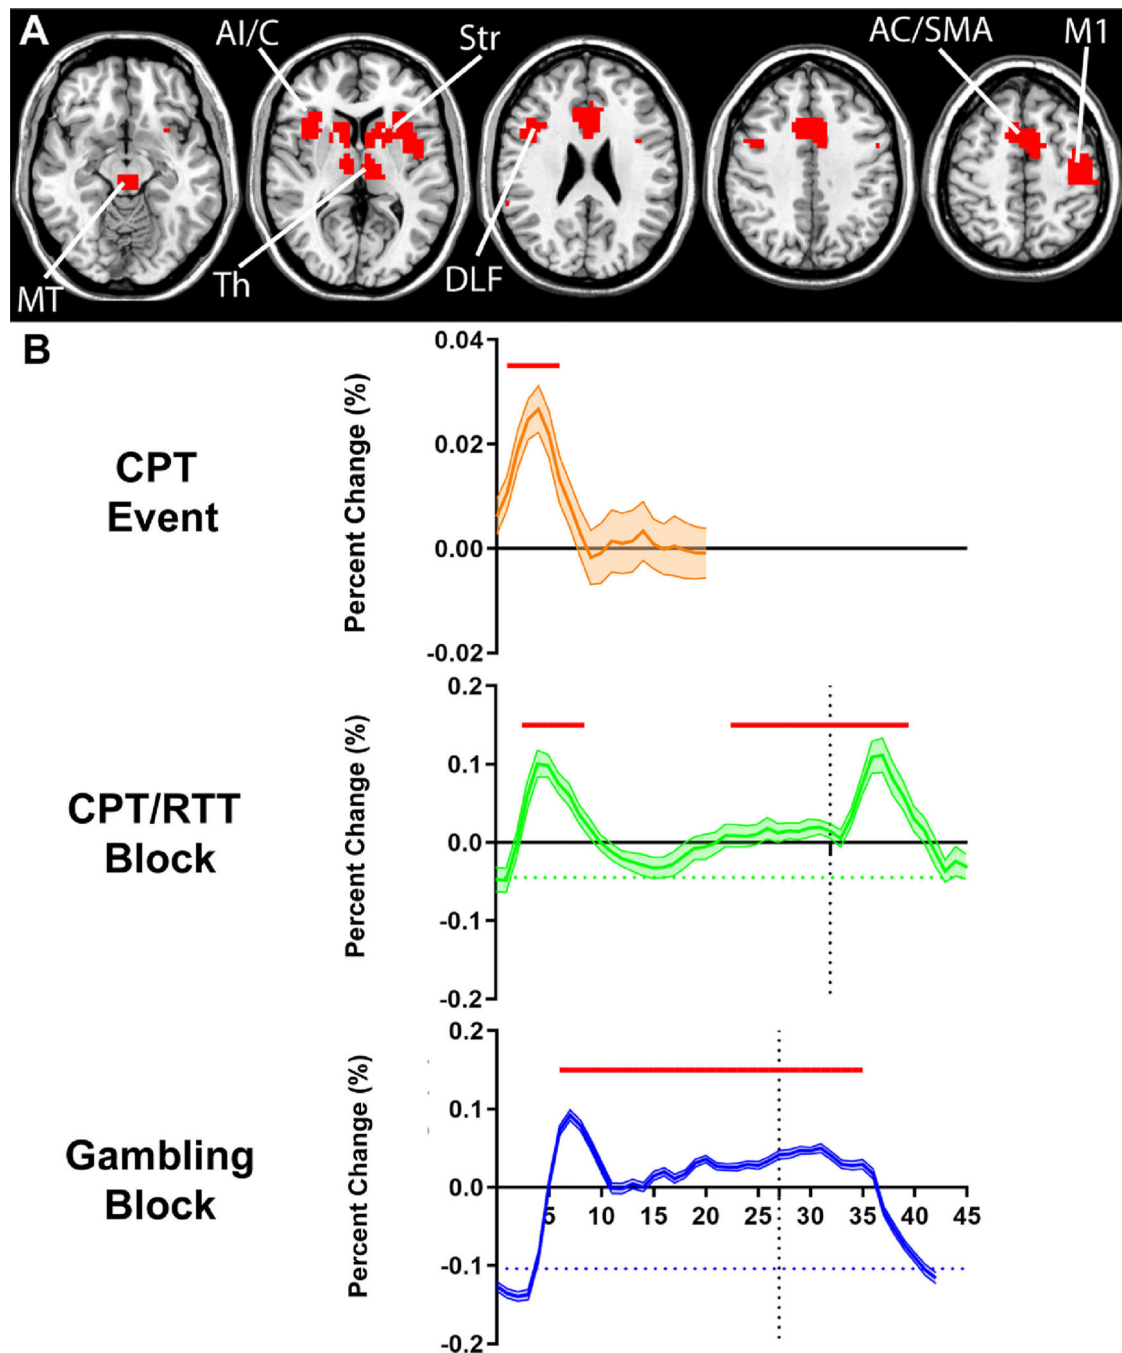 A
AI/C
Str
AC/SMA
M1
MT
Th
DLF
B
CPT
Event
Percent Change (%)
0.04
0.02
0.00
-0.02
CPT/RTT
Block
Percent Change (%)
0.2
0.1
0.0
-0.1
-0.2
Gambling
Block
Percent Change (%)
0.2
0.1
0.0
-0.1
-0.2
5 10 15 20 25 30 35 40 45